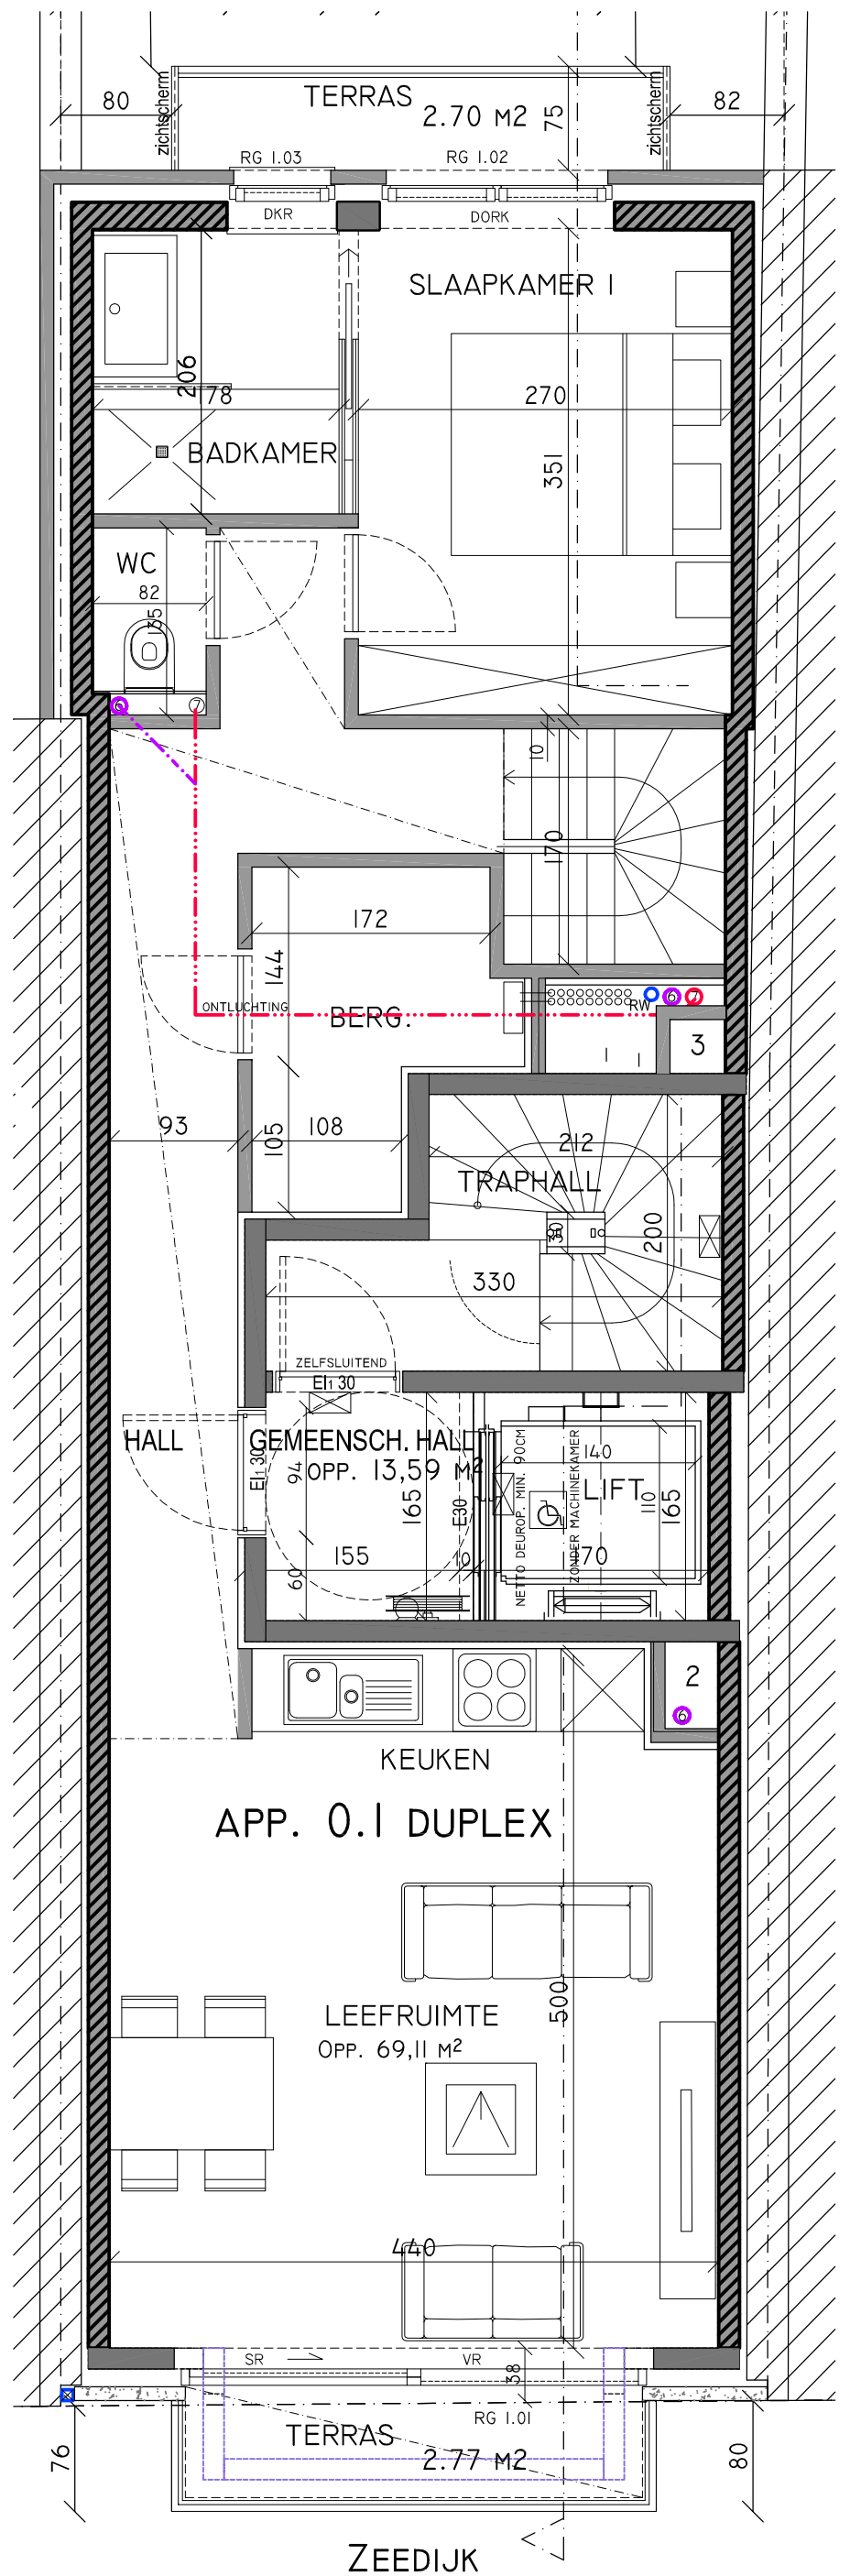 TERRAS
2.70 M2
80
zichtscherm
75
zichtscherm
82
RG 1.03
RG 1.02
DKR
DORK
SLAAPKAMER 1
206
178
270
BADKAMER
351
WC
82
135
6
7
10
170
172
144
ONTLUCHTING
BERG.
RW
6
7
3
93
105
108
212
TRAPHALL
30
200
330
ZELFSLUITEND
EI1 30
HALL
GEMEENSCH. HALL
OPP. 13,59 M²
EI1 30
94
165
E30
NETTO DEUROP. MIN. 90CM
ZONDER MACHINEKAMER
140
LIFT
110
165
155
10
170
60
2
6
KEUKEN
APP. 0.1 DUPLEX
500
LEEFRUIMTE
OPP. 69,11 M²
440
SR
VR
38
RG 1.01
TERRAS
2.77 M2
76
80
ZEEDIJK